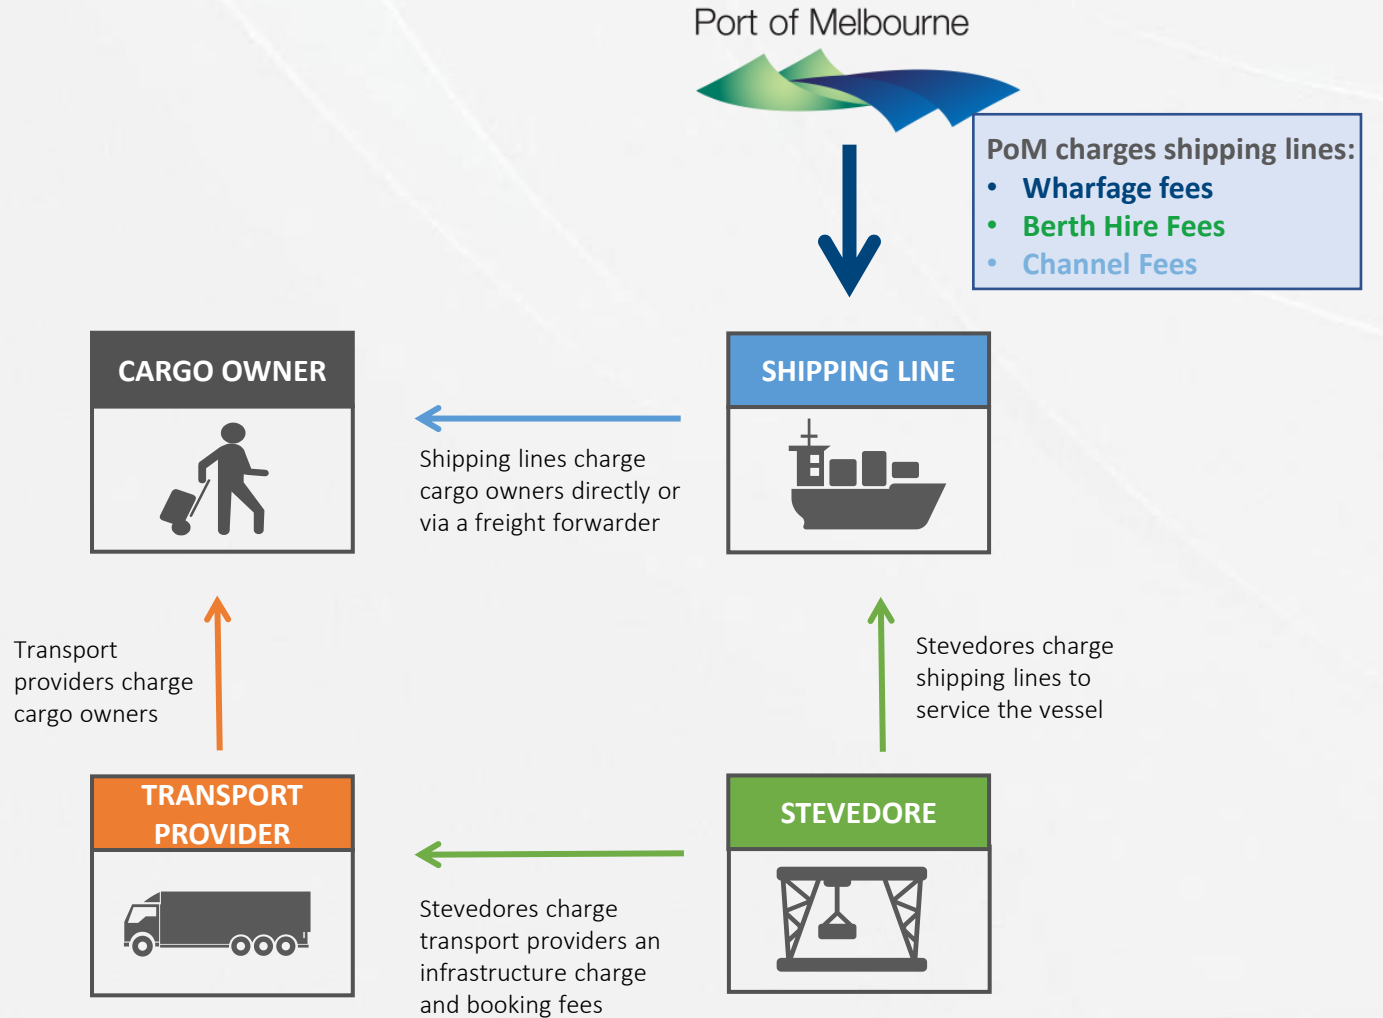 Port of Melbourne
PoM charges shipping lines:
• Wharfage fees
• Berth Hire Fees
• Channel Fees
CARGO OWNER
SHIPPING LINE
Shipping lines charge
cargo owners directly or
via a freight forwarder
Transport
providers charge
cargo owners
Stevedores charge
shipping lines to
service the vessel
TRANSPORT
PROVIDER
STEVEDORE
Stevedores charge
transport providers an
infrastructure charge
and booking fees